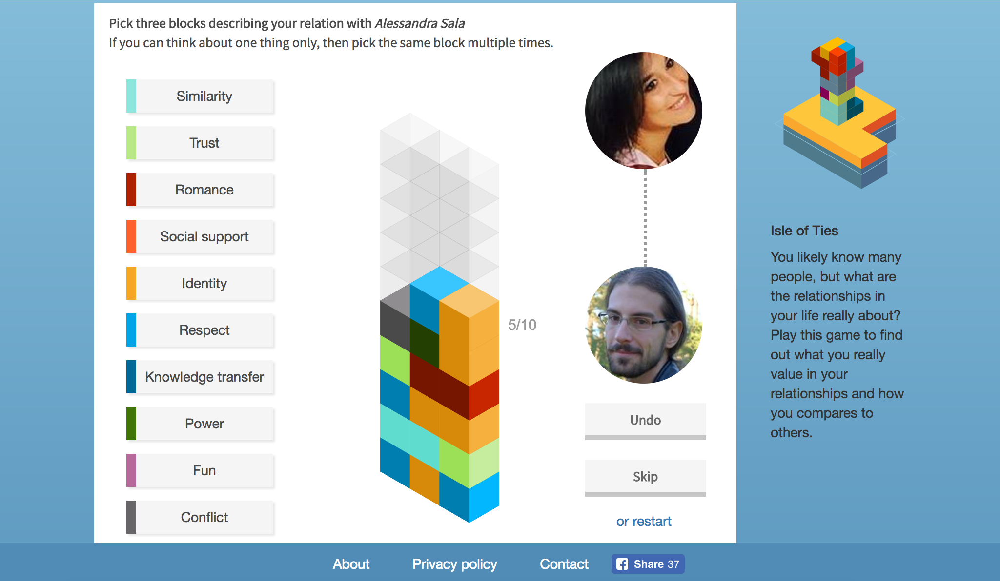 Pick three blocks describing your relation with Alessandra Sala
If you can think about one thing only, then pick the same block multiple times.
Similarity
Trust
Romance
Social support
Identity
Respect
Knowledge transfer
Power
Fun
Conflict
5/10
Undo
Skip
or restart
Isle of Ties
You likely know many
people, but what are
the relationships in
your life really about?
Play this game to find
out what you really
value in your
relationships and how
you compares to
others.
About
Privacy policy
Contact
Share 37